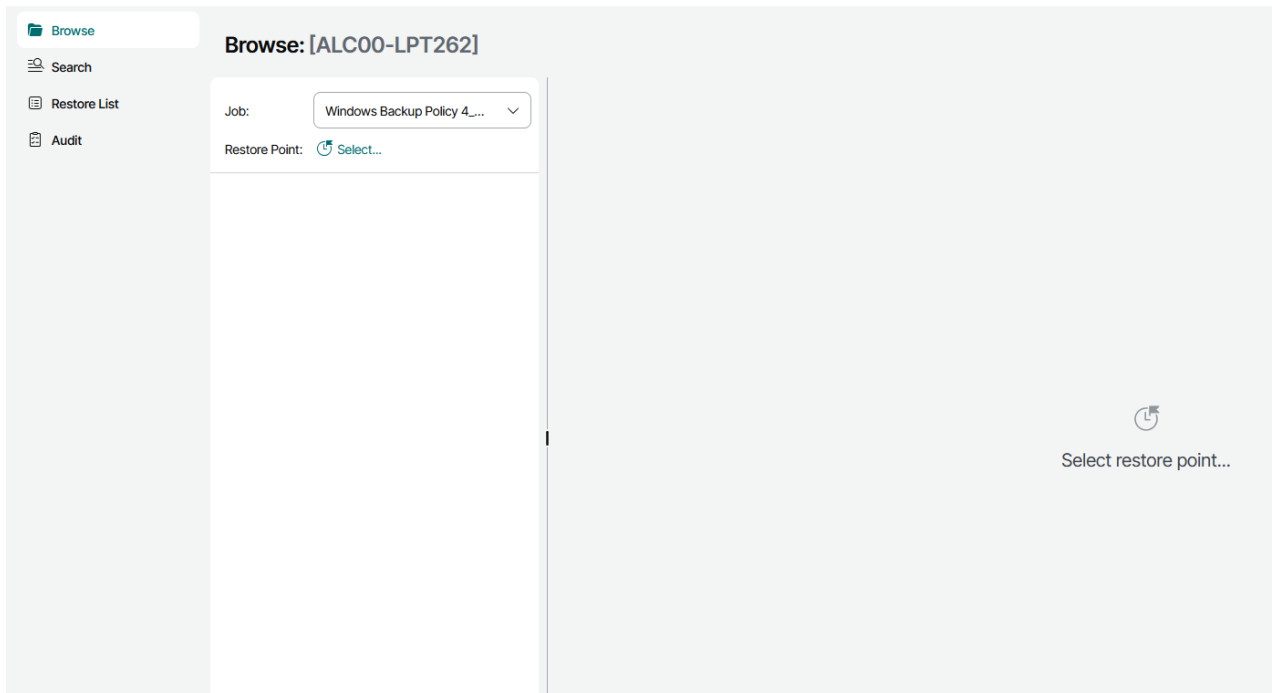 Browse
Search
Restore List
Audit
Browse: [ALC00-LPT262]
Job:
Windows Backup Policy 4_...
Restore Point:
Select...
Select restore point...